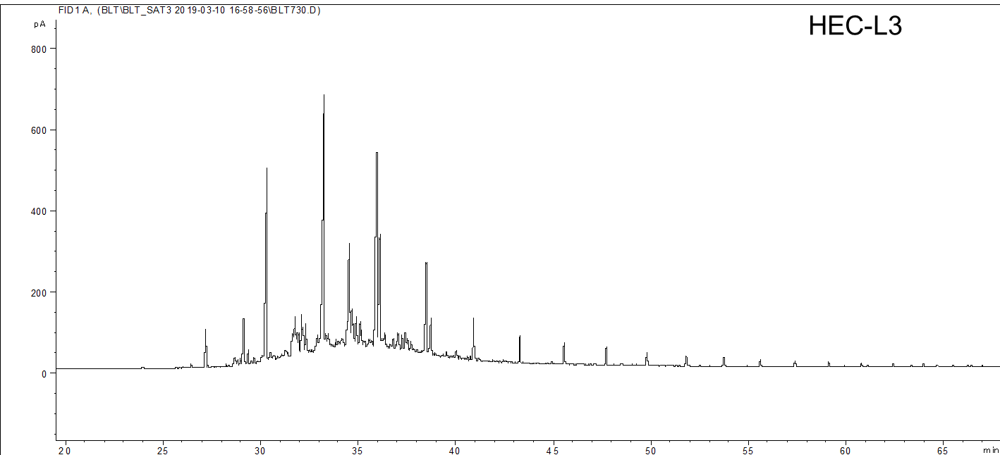 FID1 A, (BLT\BLT_SAT3 2019-03-10 16-58-56\BLT730.D)
HEC-L3
pA
800
600
400
200
0
20 25 30 35 40 45 50 55 60 65 min